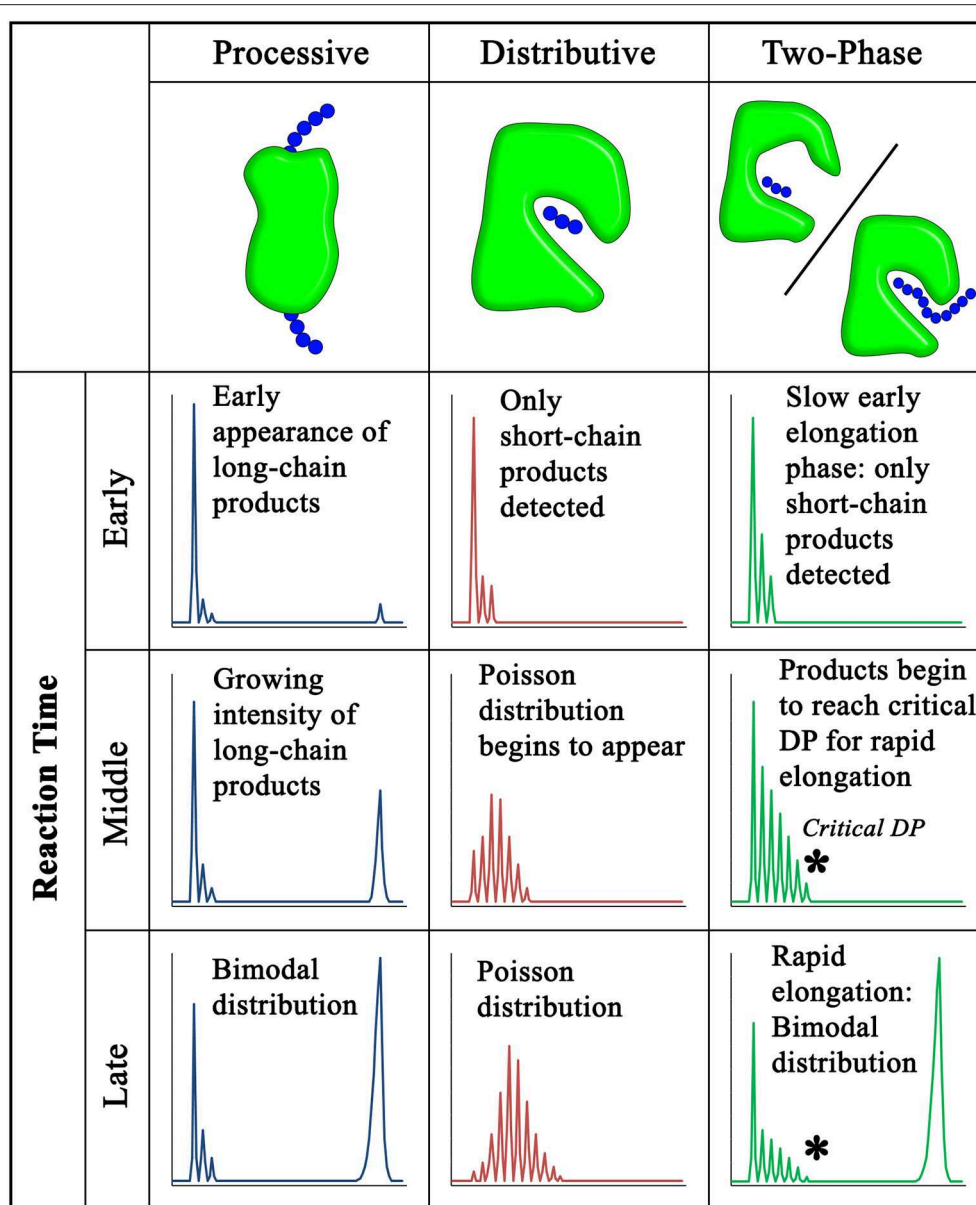 Processive
Distributive
Two-Phase
Reaction Time
Early
Early
appearance of
long-chain
products
Only
short-chain
products
detected
Slow early
elongation
phase: only
short-chain
products
detected
Middle
Growing
intensity of
long-chain
products
Poisson
distribution
begins to appear
Products begin
to reach critical
DP for rapid
elongation
Critical DP
*
Late
Bimodal
distribution
Poisson
distribution
Rapid
elongation:
Bimodal
distribution
*